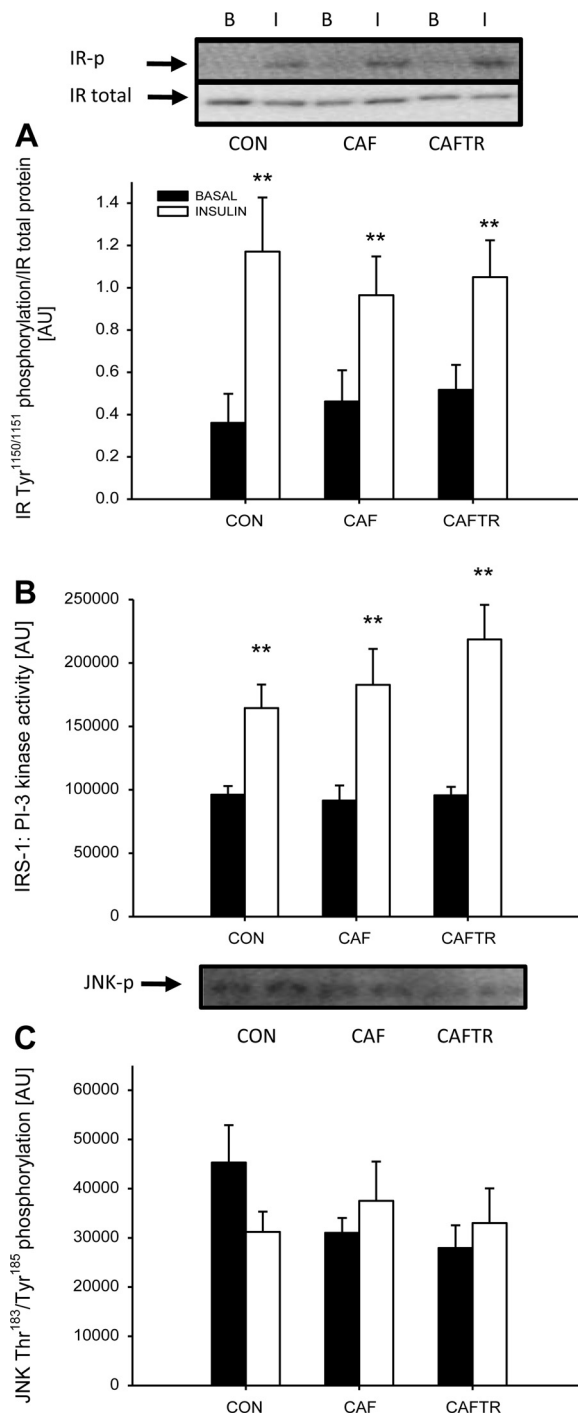 B I B I B I
IR-p
IR total
CON CAF CAFTR
A
BASAL
INSULIN
** ** **
IR Tyr1150/1151 phosphorylation/IR total protein
[AU]
1.4
1.2
1.0
0.8
0.6
0.4
0.2
0.0
CON CAF CAFTR
B
** ** **
IRS-1: PI-3 kinase activity [AU]
250000
200000
150000
100000
50000
0
CON CAF CAFTR
JNK-p
CON CAF CAFTR
C
JNK Thr183/Tyr185 phosphorylation [AU]
60000
50000
40000
30000
20000
10000
0
CON CAF CAFTR